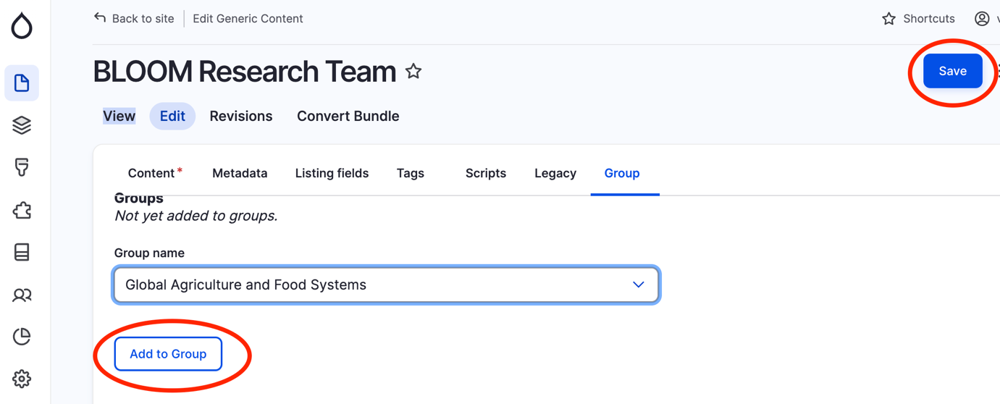 Back to site Edit Generic Content Shortcuts
BLOOM Research Team Save
View Edit Revisions Convert Bundle
Content* Metadata Listing fields Tags Scripts Legacy Group
Groups
Not yet added to groups.
Group name
Global Agriculture and Food Systems
Add to Group